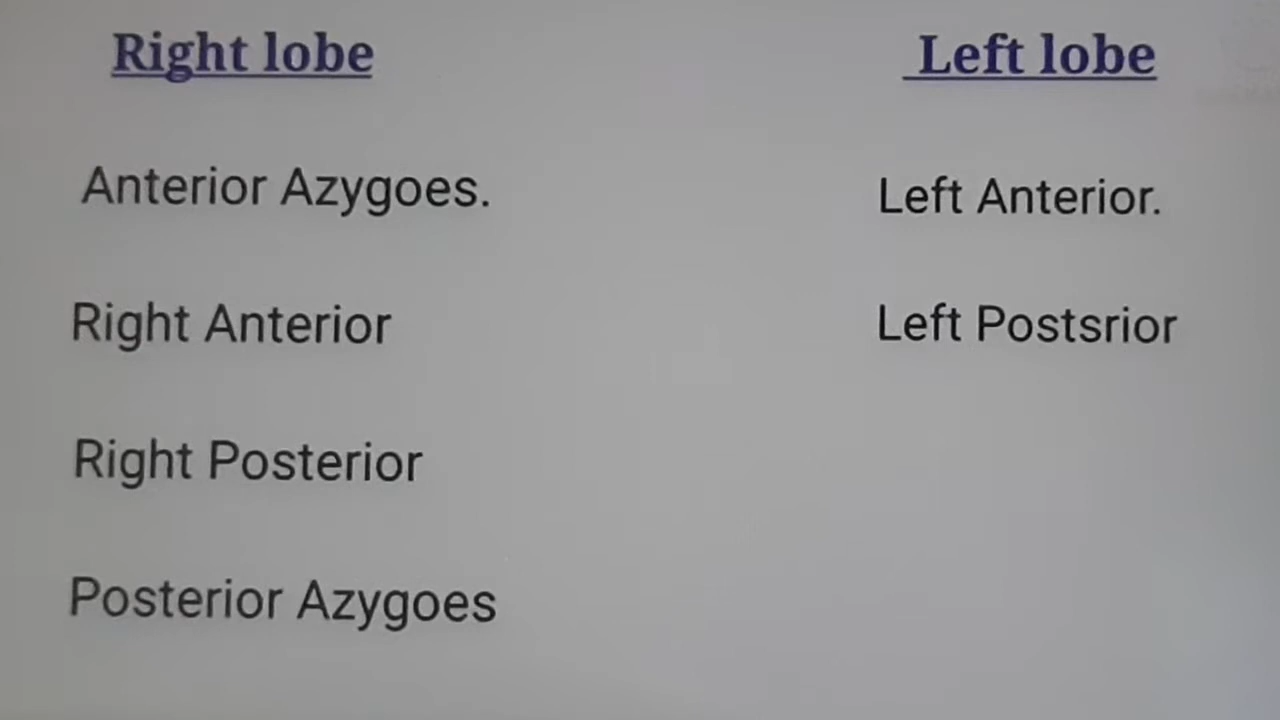 Right lobe
Left lobe
Anterior Azygoes.
Left Anterior.
Right Anterior
Left Postsrior
Right Posterior
Posterior Azygoes